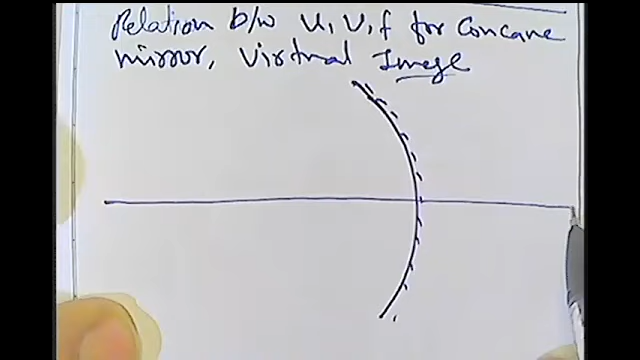 Relation b/w u, v, f for Concave
mirror, Virtual Image